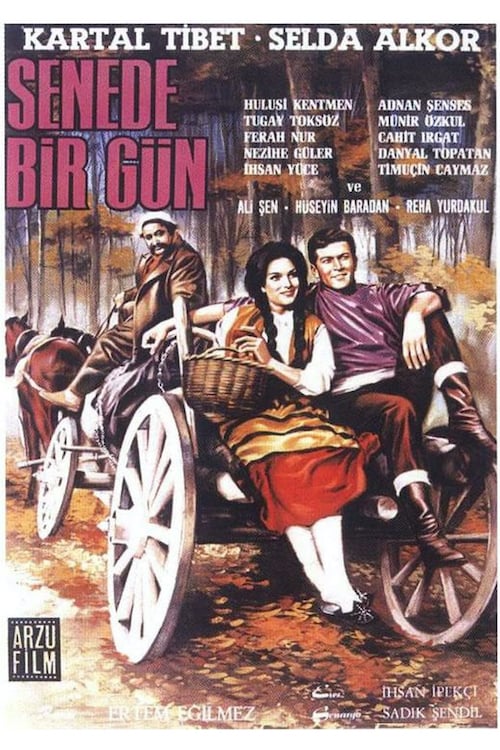 KARTAL TİBET · SELDA ALKOR
SENEDE
BİR GÜN
HULUSİ KENTMEN ADNAN ŞENSES
TUGAY TOKSÖZ MÜNİR ÖZKUL
FERAH NUR CAHİT IRGAT
NEZİHE GÜLER DANYAL TOPATAN
İHSAN YÜCE TİMUÇİN ÇAYMAZ
ve
ALİ ŞEN · HÜSEYİN BARADAN · REHA YURDAKUL
ARZU
FİLM
ERTEM EĞİLMEZ
İHSAN İPEKÇİ
Senaryo SADIK ŞENDİL